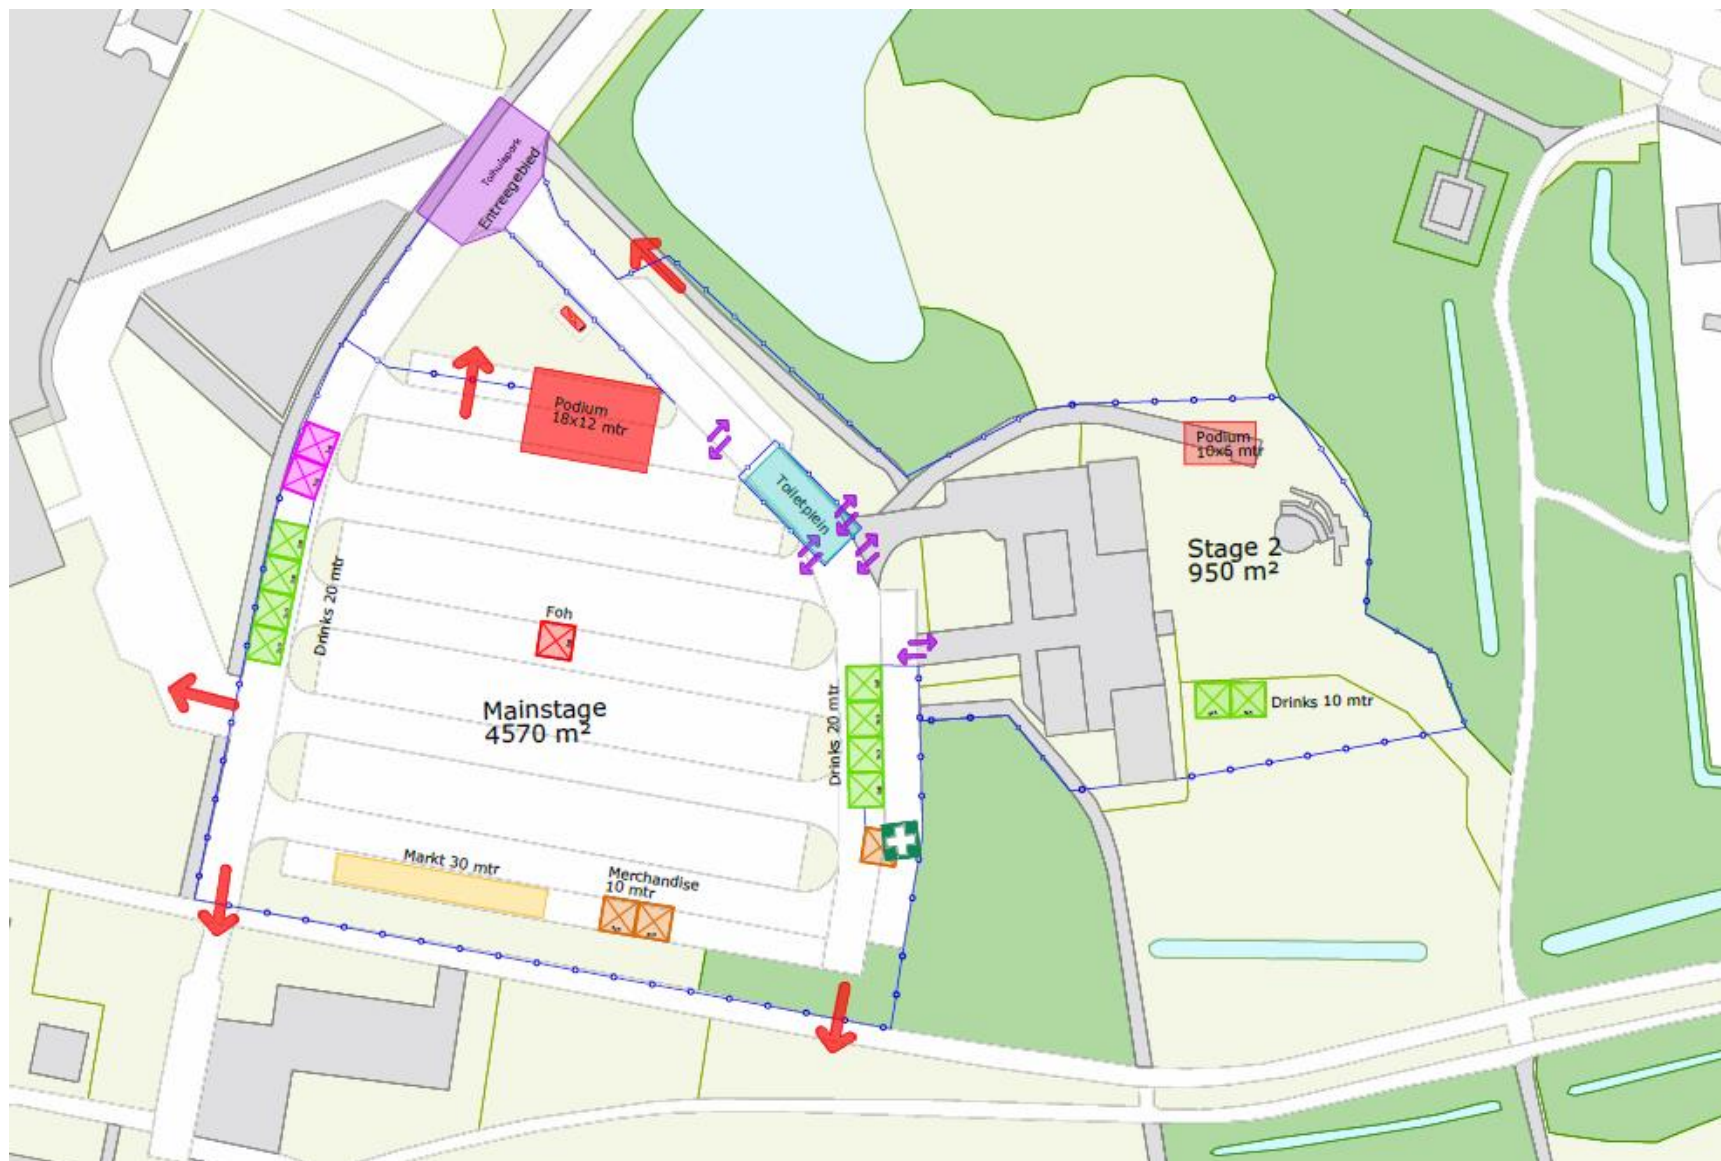 Tolhuispark
Entreegebied
Podium
18x12 mtr
Toiletplein
Podium
10x6 mtr
Stage 2
950 m²
Drinks 20 mtr
Foh
Mainstage
4570 m²
Drinks 20 mtr
Drinks 10 mtr
Markt 30 mtr
Merchandise
10 mtr